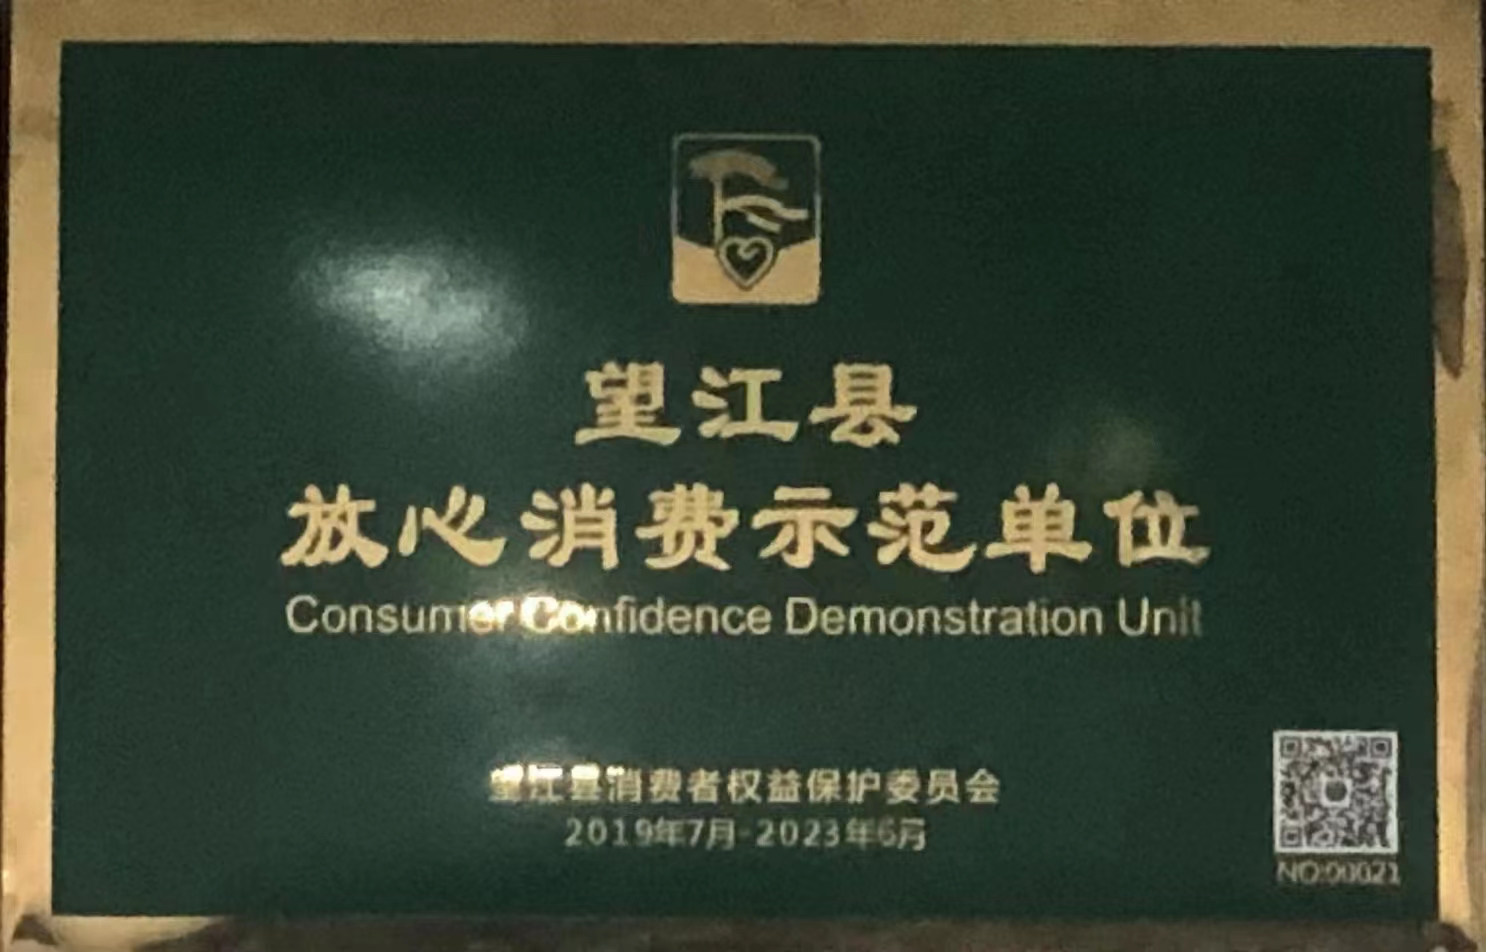 望江县
放心消费示范单位
Consumer Confidence Demonstration Unit
望江县消费者权益保护委员会
2019年7月-2023年6月
NO:00021